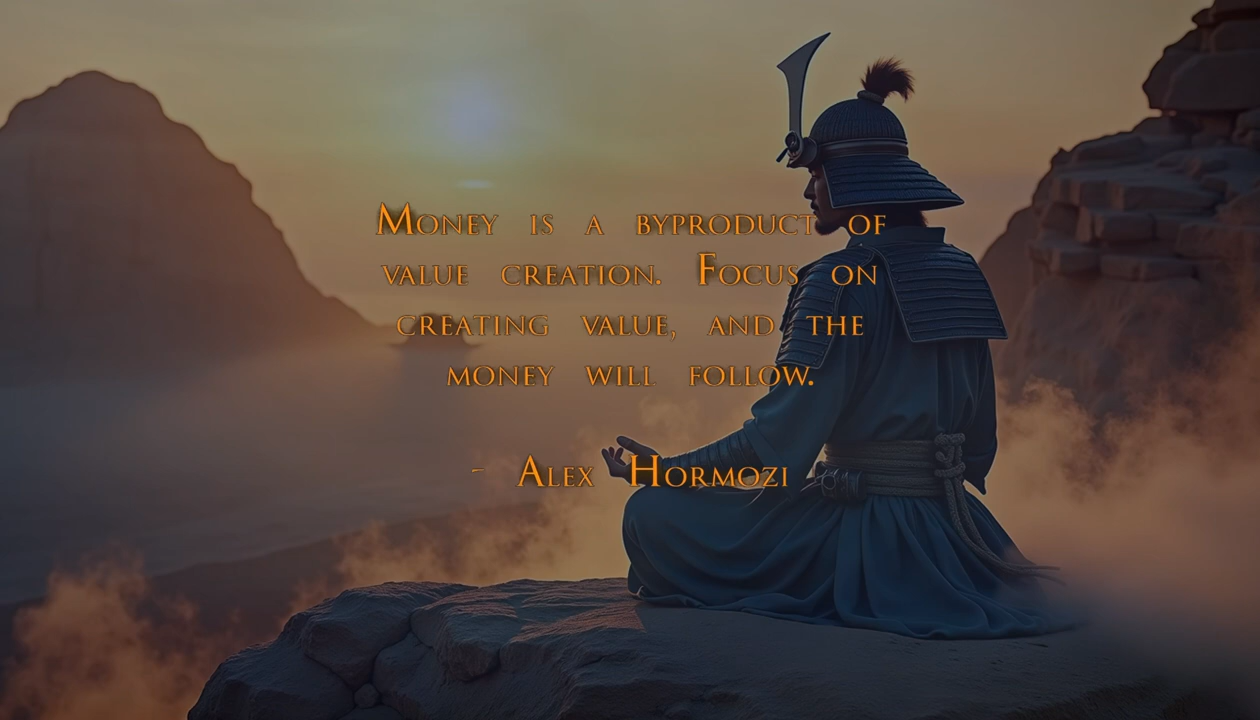 Money is a byproduct of
value creation. Focus on
creating value, and the
money will follow.
- Alex Hormozi